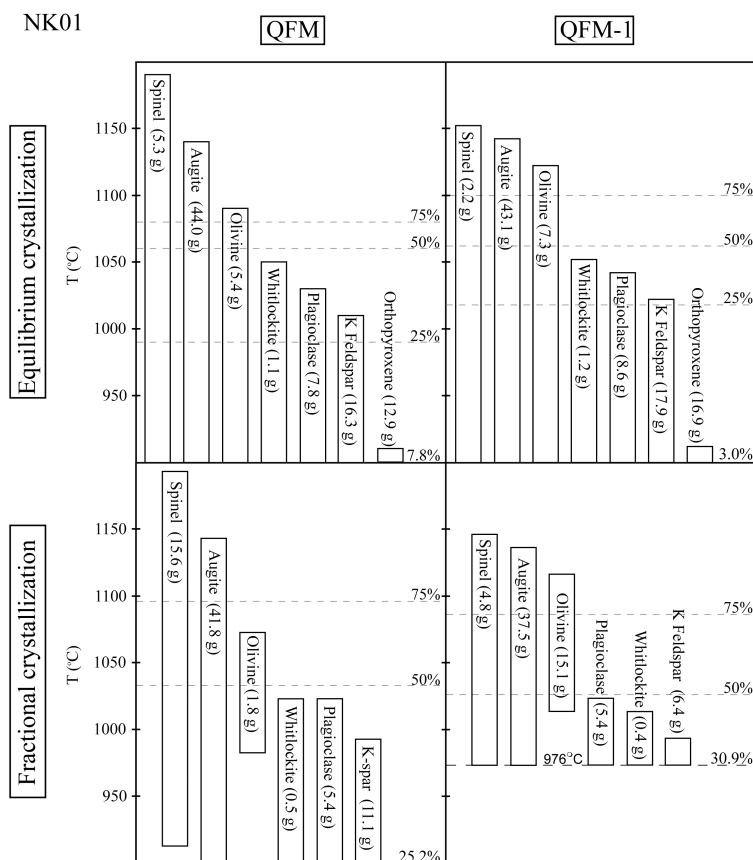 NK01
QFM
QFM-1
Equilibrium crystallization
T (°C)
1150
1100
1050
1000
950
Spinel (5.3 g)
Augite (44.0 g)
Olivine (5.4 g)
Whitlockite (1.1 g)
Plagioclase (7.8 g)
K Feldspar (16.3 g)
Orthopyroxene (12.9 g)
75%
50%
25%
7.8%
Spinel (2.2 g)
Augite (43.1 g)
Olivine (7.3 g)
Whitlockite (1.2 g)
Plagioclase (8.6 g)
K Feldspar (17.9 g)
Orthopyroxene (16.9 g)
75%
50%
25%
3.0%
Fractional crystallization
T (°C)
1150
1100
1050
1000
950
Spinel (15.6 g)
Augite (41.8 g)
Olivine (1.8 g)
Whitlockite (0.5 g)
Plagioclase (5.4 g)
K-spar (11.1 g)
75%
50%
25.2%
Spinel (4.8 g)
Augite (37.5 g)
Olivine (15.1 g)
Plagioclase (5.4 g)
Whitlockite (0.4 g)
K Feldspar (6.4 g)
75%
50%
976°C
30.9%